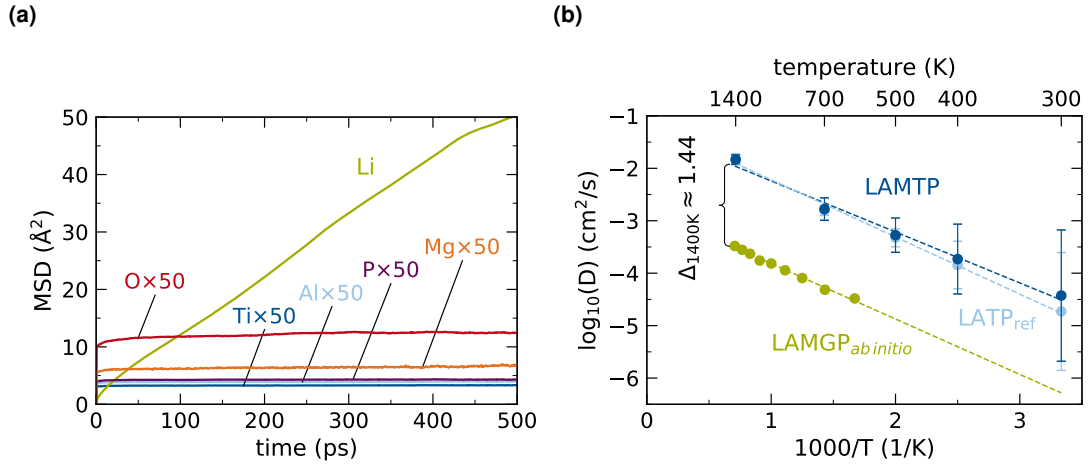 (a)
MSD (Å²)
50
40
30
20
10
0
Li
O×50
Ti×50
Al×50
P×50
Mg×50
0 100 200 300 400 500
time (ps)
(b)
temperature (K)
1400 700 500 400 300
log₁₀(D) (cm²/s)
−1
−2
−3
−4
−5
−6
Δ₁₄₀₀K ≈ 1.44
LAMTP
LATPref
LAMGPab initio
0 1 2 3
1000/T (1/K)